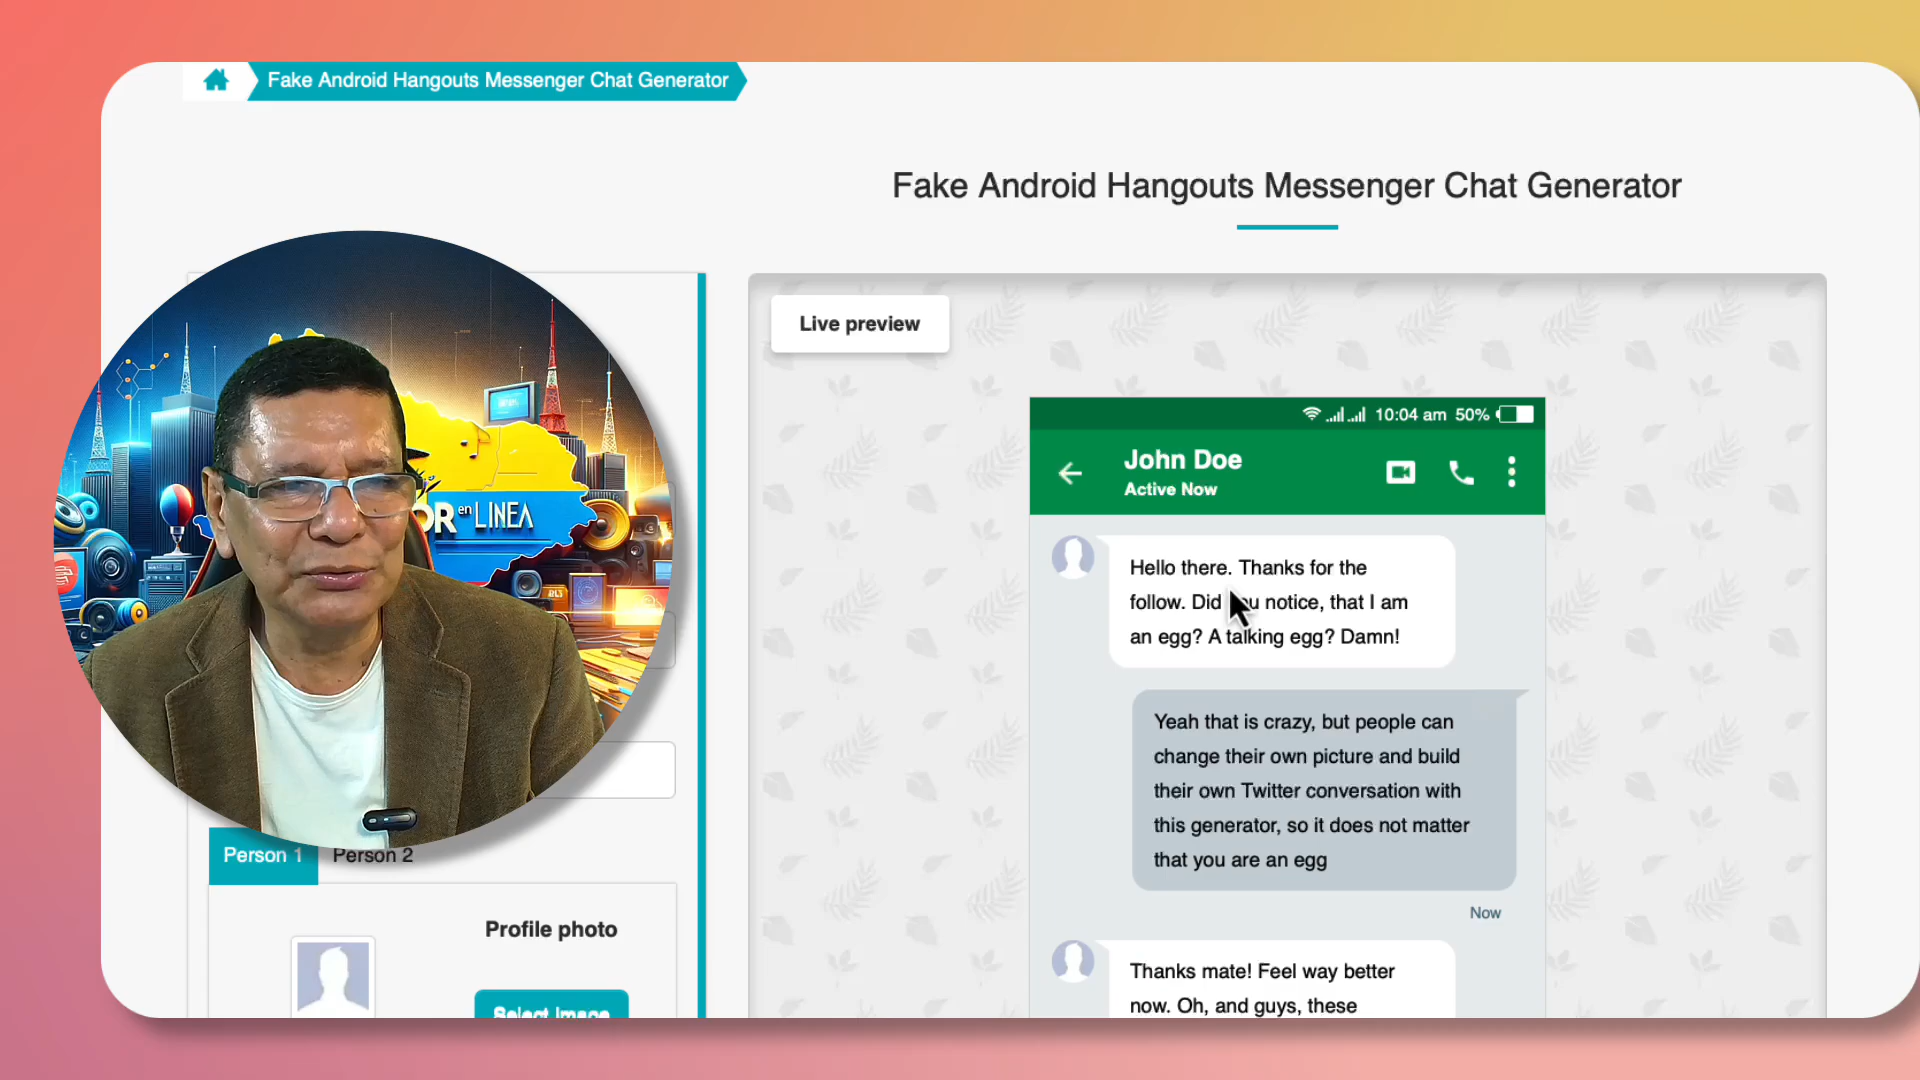 Fake Android Hangouts Messenger Chat Generator
Fake Android Hangouts Messenger Chat Generator
Live preview
10:04 am 50%
John Doe
Active Now
Hello there. Thanks for the
follow. Did you notice, that I am
an egg? A talking egg? Damn!
Yeah that is crazy, but people can
change their own picture and build
their own Twitter conversation with
this generator, so it does not matter
that you are an egg
Now
Thanks mate! Feel way better
now. Oh, and guys, these
OR en LINEA
Person 1
Person 2
Profile photo
Select Image